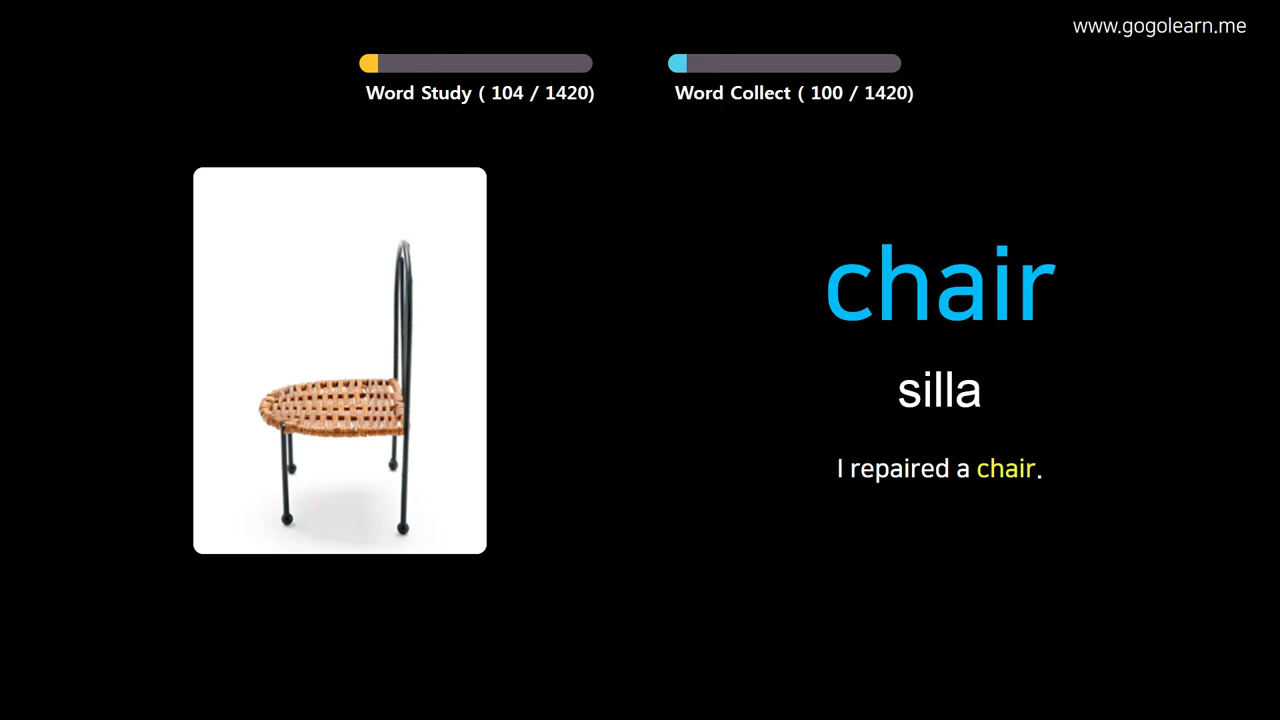 www.gogolearn.me
Word Study ( 104 / 1420)
Word Collect ( 100 / 1420)
chair
silla
I repaired a chair.